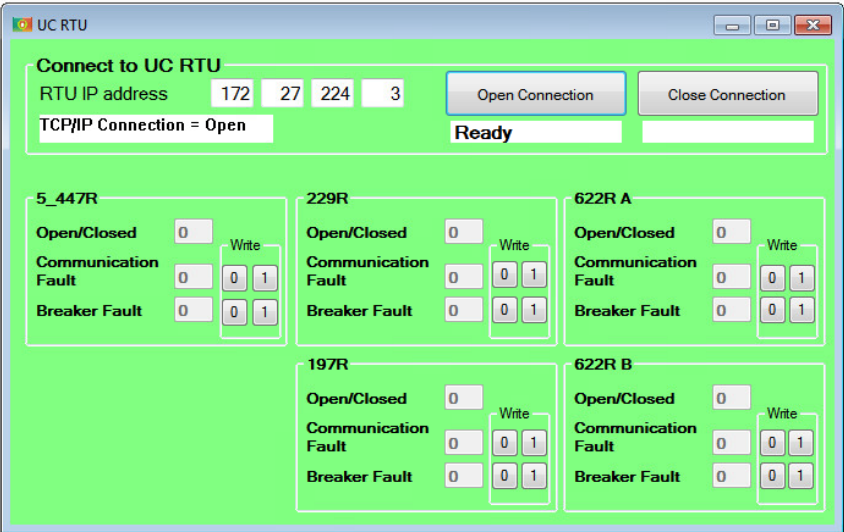 UC RTU
Connect to UC RTU
RTU IP address 172 27 224 3
Open Connection
Close Connection
TCP/IP Connection = Open
Ready
5_447R
Open/Closed 0
Write
Communication
Fault 0 0 1
Breaker Fault 0 0 1
229R
Open/Closed 0
Write
Communication
Fault 0 0 1
Breaker Fault 0 0 1
622R A
Open/Closed 0
Write
Communication
Fault 0 0 1
Breaker Fault 0 0 1
197R
Open/Closed 0
Write
Communication
Fault 0 0 1
Breaker Fault 0 0 1
622R B
Open/Closed 0
Write
Communication
Fault 0 0 1
Breaker Fault 0 0 1